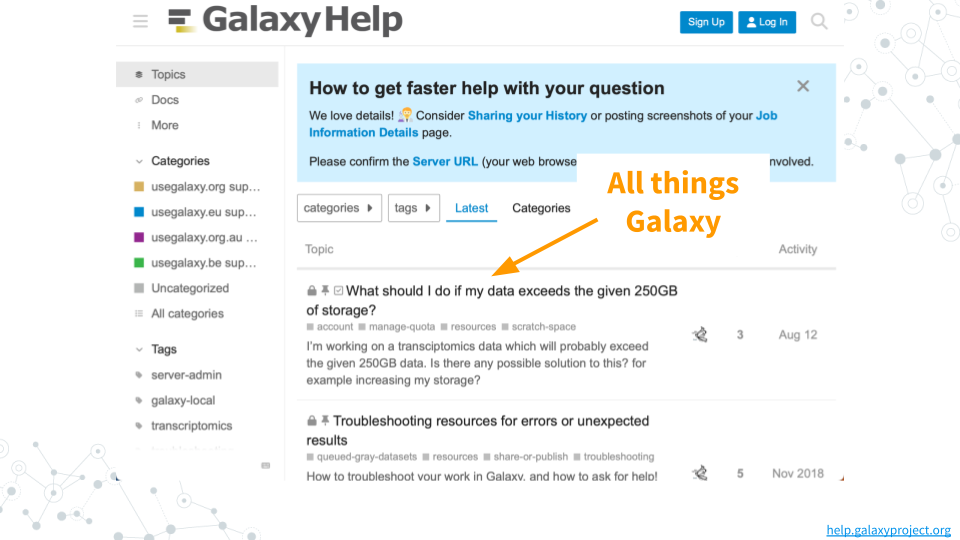 GalaxyHelp
Sign Up
Log In
Topics
Docs
More
Categories
usegalaxy.org sup...
usegalaxy.eu sup...
usegalaxy.org.au ...
usegalaxy.be sup...
Uncategorized
All categories
Tags
server-admin
galaxy-local
transcriptomics
How to get faster help with your question
We love details! Consider Sharing your History or posting screenshots of your Job
Information Details page.
Please confirm the Server URL (your web browse
nvolved.
All things
Galaxy
categories
tags
Latest
Categories
Topic
Activity
What should I do if my data exceeds the given 250GB
of storage?
account manage-quota resources scratch-space
I'm working on a transciptomics data which will probably exceed
the given 250GB data. Is there any possible solution to this? for
example increasing my storage?
3
Aug 12
Troubleshooting resources for errors or unexpected
results
queued-gray-datasets resources share-or-publish troubleshooting
How to troubleshoot your work in Galaxy, and how to ask for help!
5
Nov 2018
help.galaxyproject.org